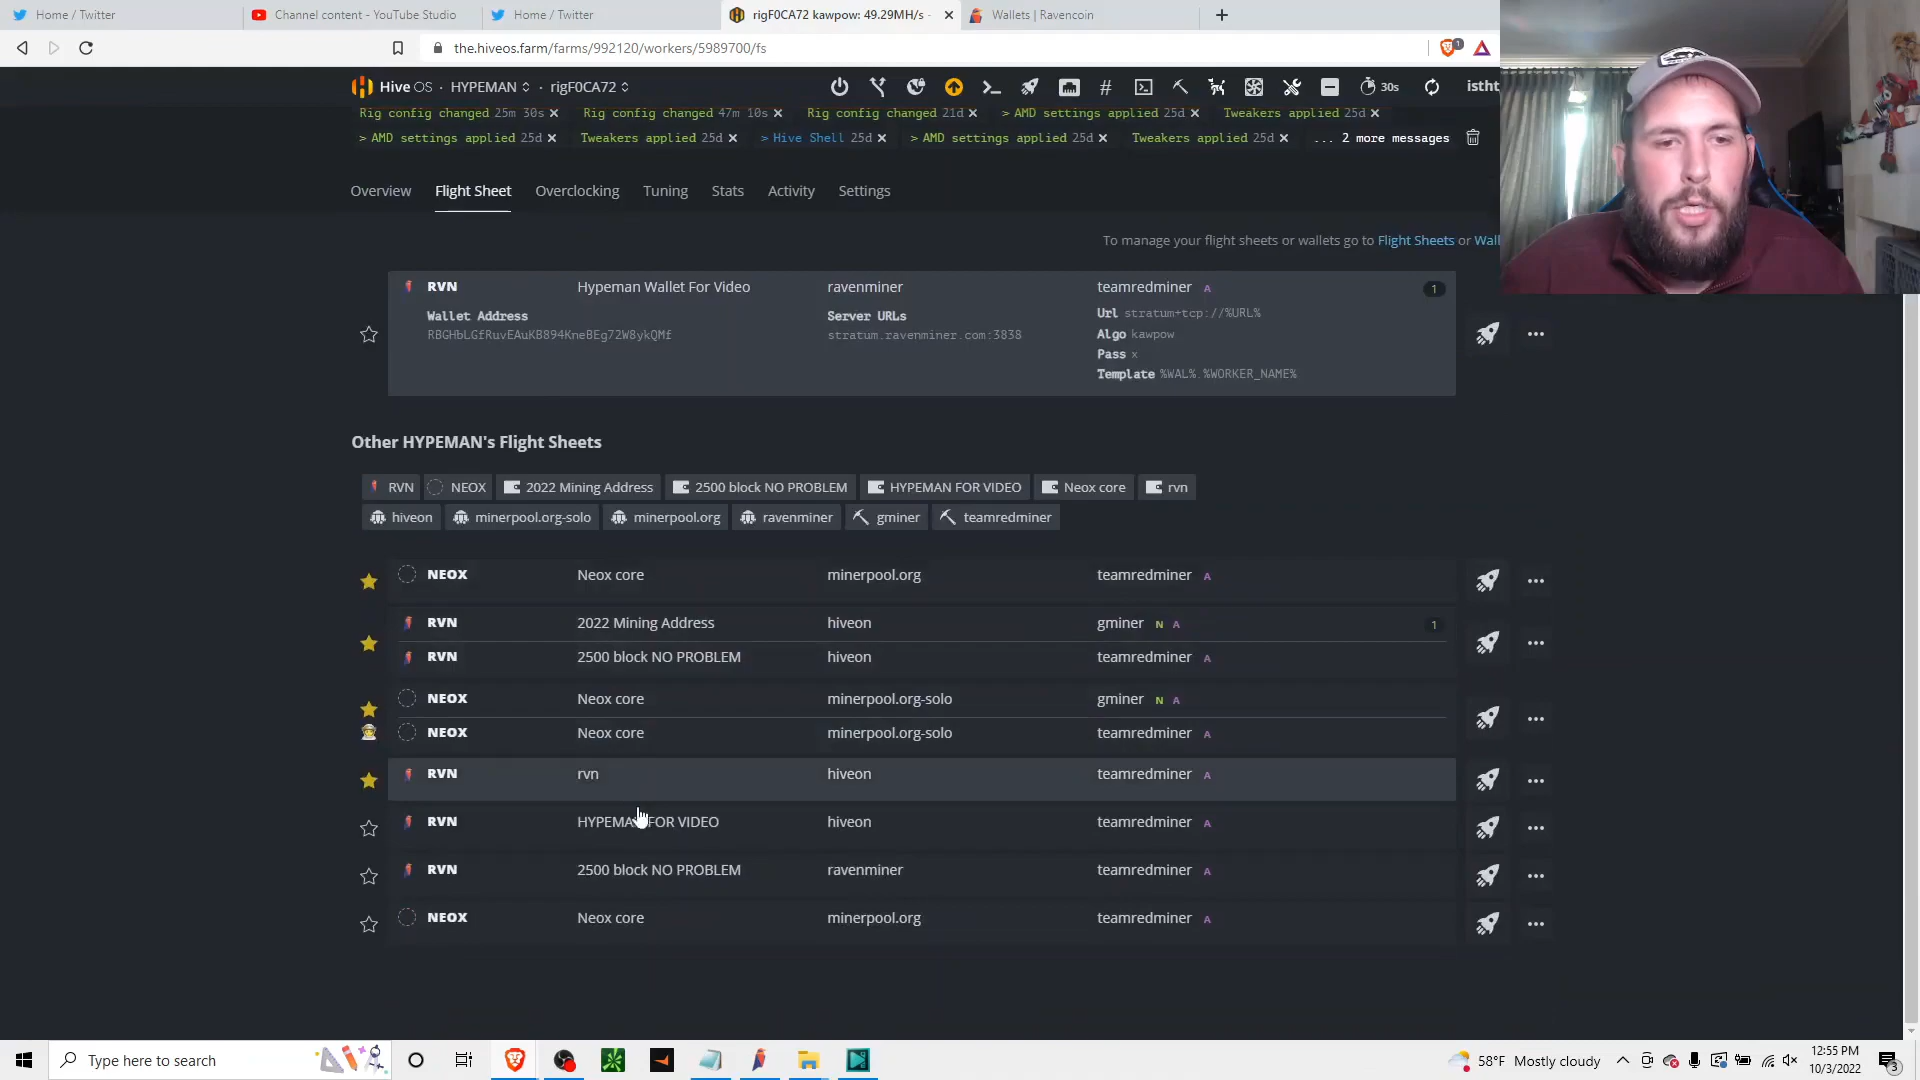 Home / Twitter
Channel content - YouTube Studio
Home / Twitter
rigF0CA72 kawpow: 49.29MH/s -
Wallets | Ravencoin
the.hiveos.farm/farms/992120/workers/5989700/fs
Hive OS · HYPEMAN · rigF0CA72
30s
istht
Rig config changed 25m 30s × Rig config changed 47m 10s × Rig config changed 21d × > AMD settings applied 25d × Tweakers applied 25d ×
> AMD settings applied 25d × Tweakers applied 25d × > Hive Shell 25d × > AMD settings applied 25d × Tweakers applied 25d × ... 2 more messages
Overview Flight Sheet Overclocking Tuning Stats Activity Settings
To manage your flight sheets or wallets go to Flight Sheets or Wall
RVN Hypeman Wallet For Video ravenminer teamredminer A 1
Wallet Address Server URLs Url stratum+tcp://%URL%
RBGHbLGfRuvEAuKB894KneBEg72W8ykQMf stratum.ravenminer.com:3838 Algo kawpow
Pass x
Template %WAL%.%WORKER_NAME%
Other HYPEMAN's Flight Sheets
RVN NEOX 2022 Mining Address 2500 block NO PROBLEM HYPEMAN FOR VIDEO Neox core rvn
hiveon minerpool.org-solo minerpool.org ravenminer gminer teamredminer
NEOX Neox core minerpool.org teamredminer A
RVN 2022 Mining Address hiveon gminer N A 1
RVN 2500 block NO PROBLEM hiveon teamredminer A
NEOX Neox core minerpool.org-solo gminer N A
NEOX Neox core minerpool.org-solo teamredminer A
RVN rvn hiveon teamredminer A
RVN HYPEMAN FOR VIDEO hiveon teamredminer A
RVN 2500 block NO PROBLEM ravenminer teamredminer A
NEOX Neox core minerpool.org teamredminer A
Type here to search
58°F Mostly cloudy
12:55 PM
10/3/2022
3